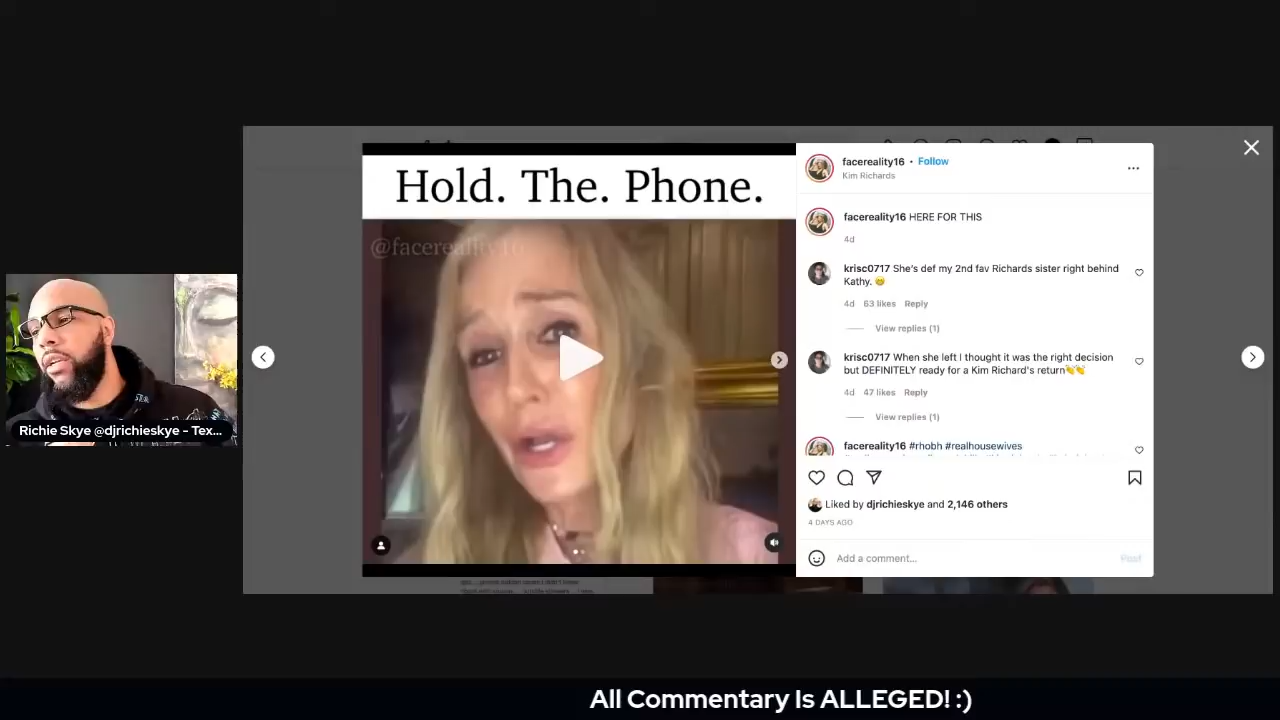 Hold. The. Phone.
@facereality16
Richie Skye @djrichieskye - Tex...
facereality16 • Follow
Kim Richards
facereality16 HERE FOR THIS
4d
krisc0717 She's def my 2nd fav Richards sister right behind
Kathy. 😊
4d 63 likes Reply
View replies (1)
krisc0717 When she left I thought it was the right decision
but DEFINITELY ready for a Kim Richard's return👏👏
4d 47 likes Reply
View replies (1)
facereality16 #rhobh #realhousewives
Liked by djrichieskye and 2,146 others
4 DAYS AGO
Add a comment...
Post
All Commentary Is ALLEGED! :)